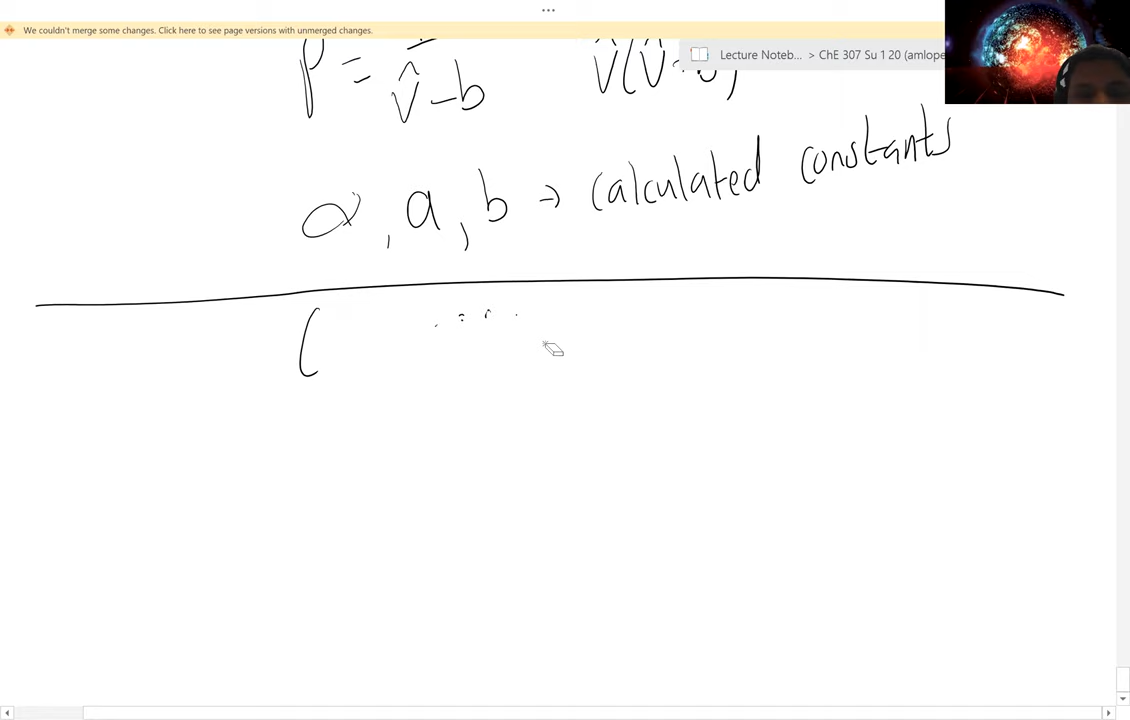 We couldn't merge some changes. Click here to see page versions with unmerged changes.
Lecture Noteb... > ChE 307 Su 1 20 (amlope
P = V̂ - b V̂(V̂
α, a, b → calculated constants
(